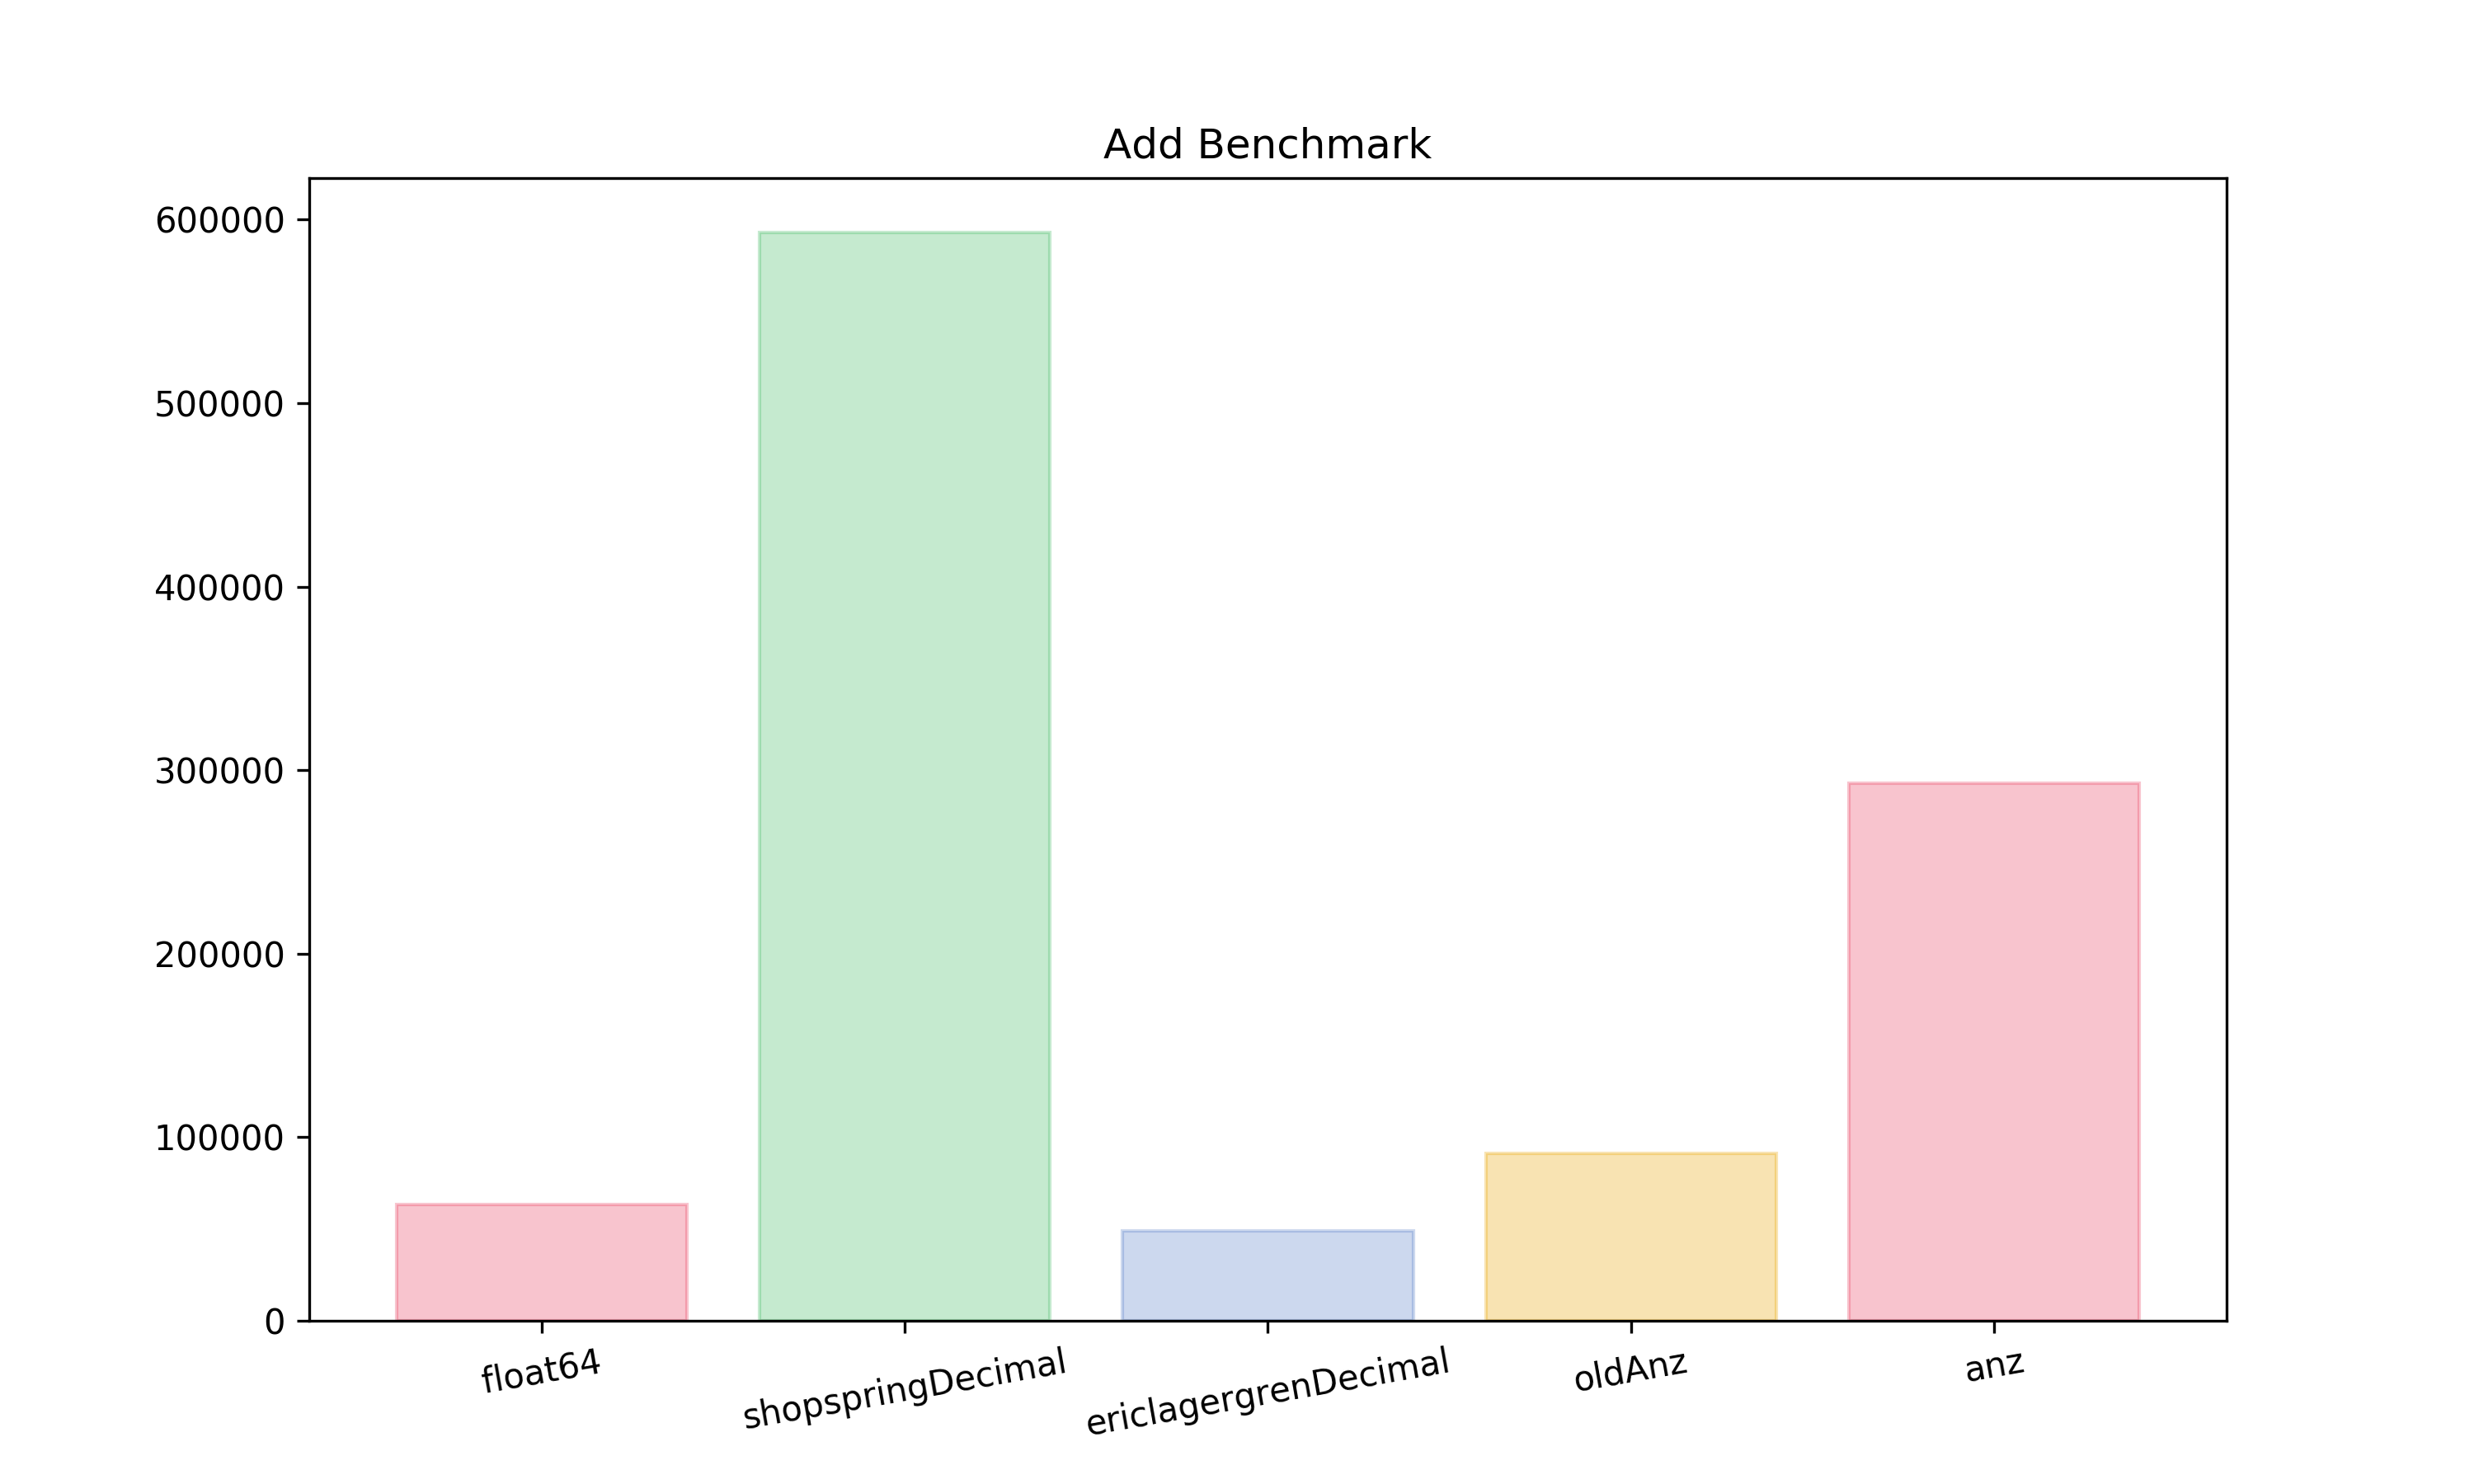 Add Benchmark
600000
500000
400000
300000
200000
100000
0
float64
shopspringDecimal
ericlagergrenDecimal
oldAnz
anz